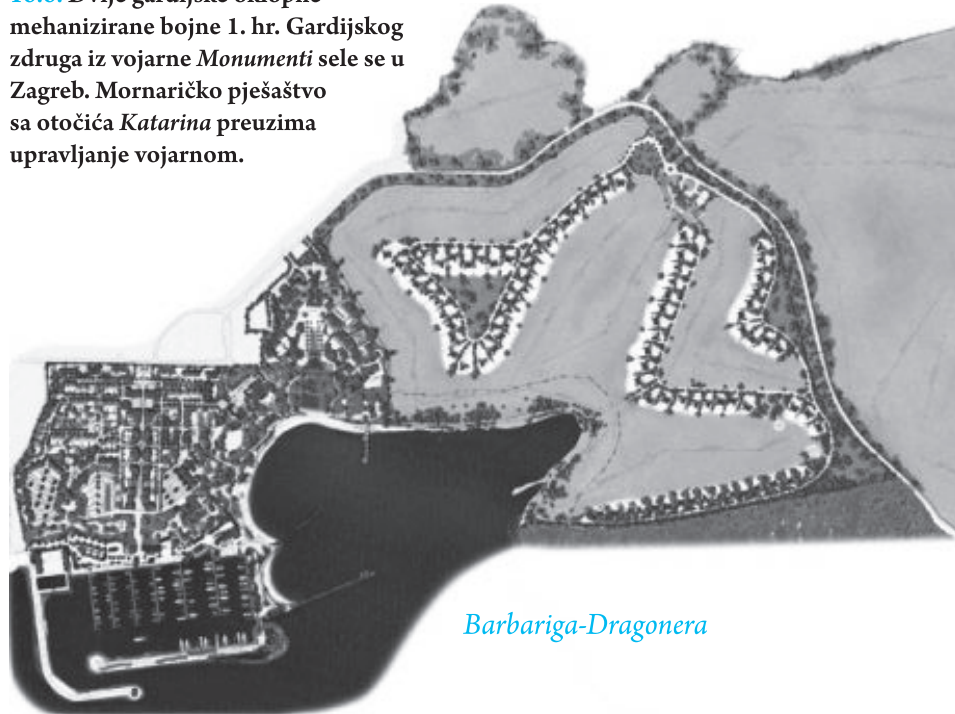 mehanizirane bojne 1. hr. Gardijskog
zdruga iz vojarne Monumenti sele se u
Zagreb. Mornaričko pješaštvo
sa otočića Katarina preuzima
upravljanje vojarnom.
Barbariga-Dragonera